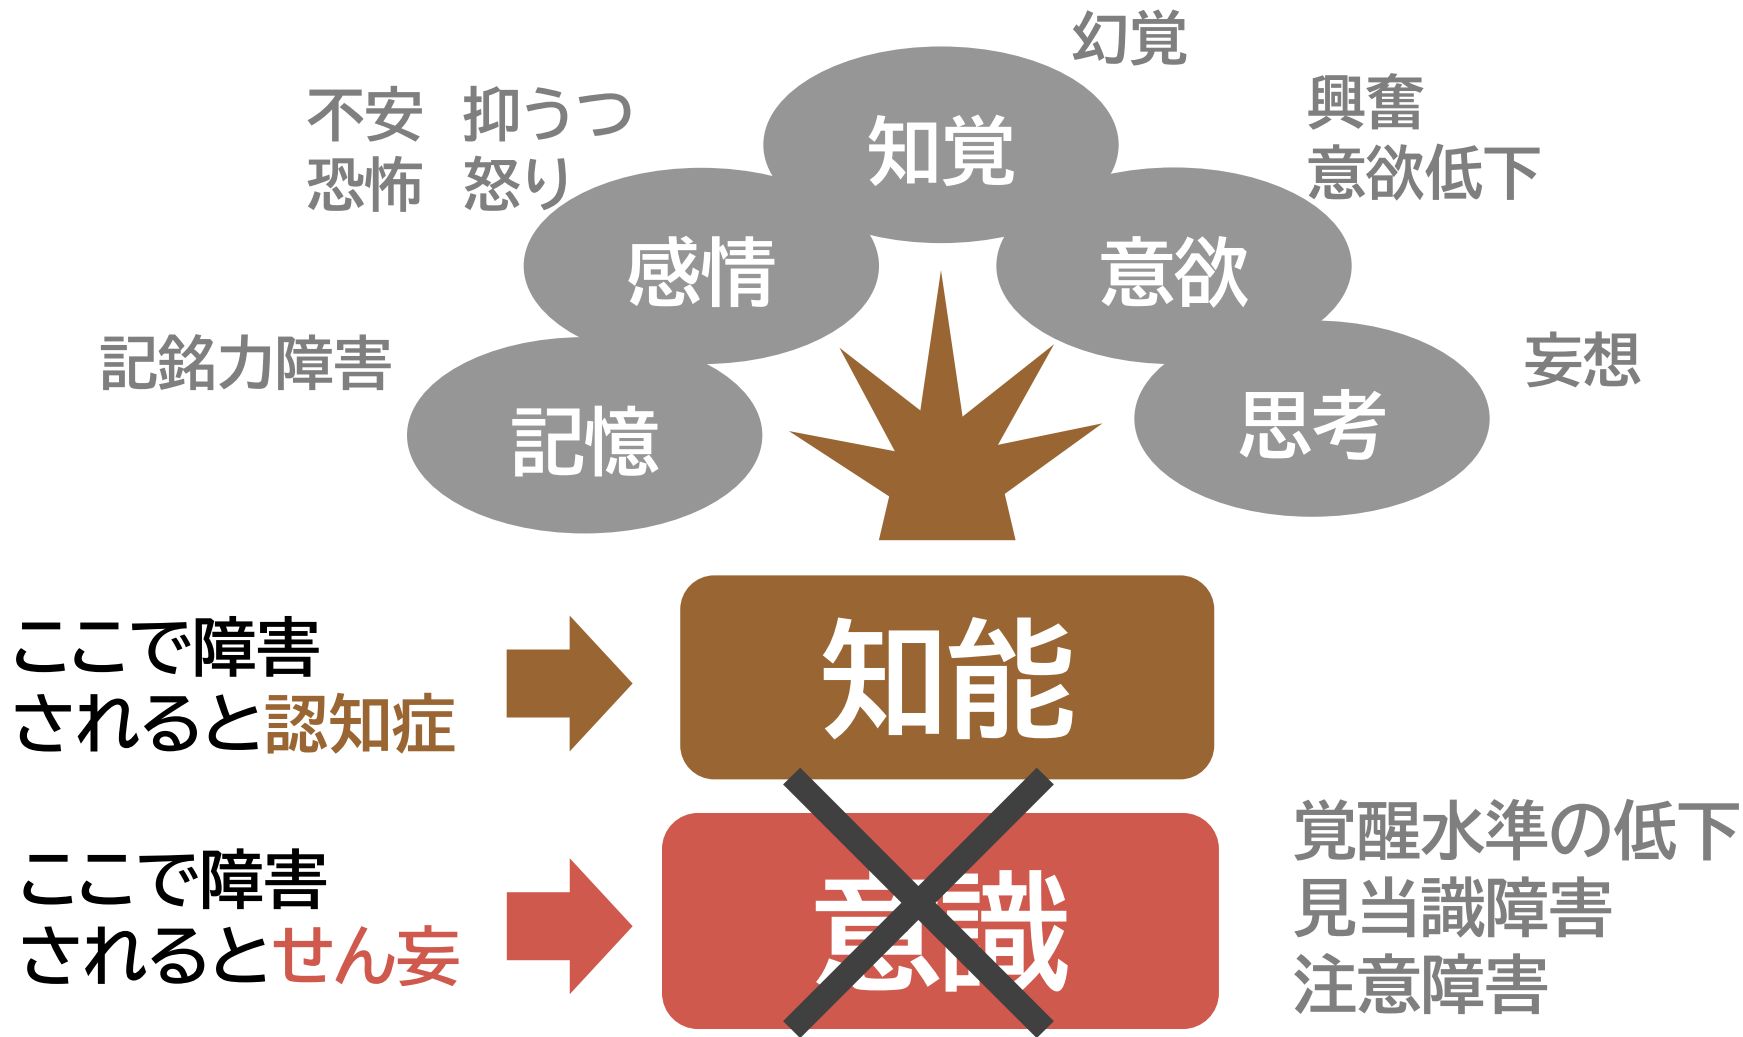 幻覚
不安 抑うつ
恐怖 怒り
知覚
興奮
意欲低下
感情
意欲
記銘力障害
妄想
記憶
思考
ここで障害
されると認知症
知能
ここで障害
されるとせん妄
意識
覚醒水準の低下
見当識障害
注意障害